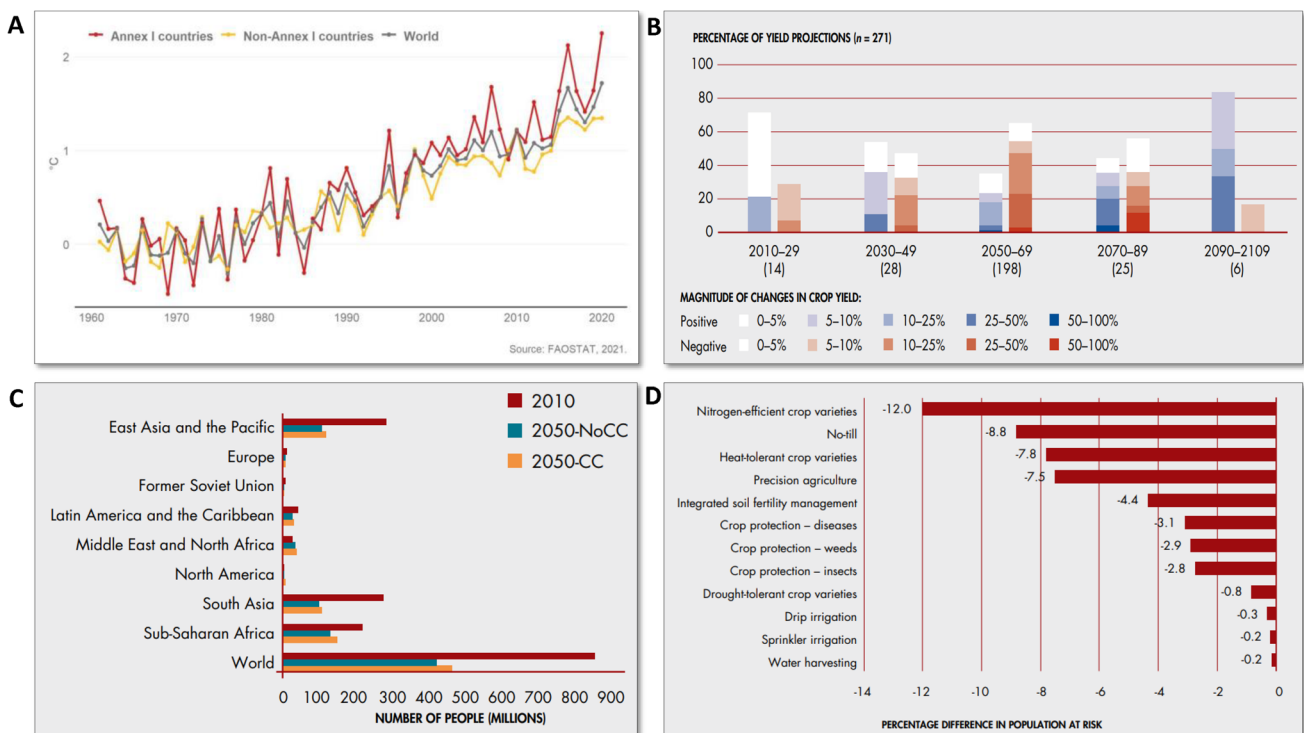 A
Annex I countries Non-Annex I countries World
2
1
0
°C
1960 1970 1980 1990 2000 2010 2020
Source: FAOSTAT, 2021.
B
PERCENTAGE OF YIELD PROJECTIONS (n = 271)
100
80
60
40
20
0
2010–29 2030–49 2050–69 2070–89 2090–2109
(14) (28) (198) (25) (6)
MAGNITUDE OF CHANGES IN CROP YIELD:
Positive 0–5% 5–10% 10–25% 25–50% 50–100%
Negative 0–5% 5–10% 10–25% 25–50% 50–100%
C
2010
2050-NoCC
2050-CC
East Asia and the Pacific
Europe
Former Soviet Union
Latin America and the Caribbean
Middle East and North Africa
North America
South Asia
Sub-Saharan Africa
World
0 100 200 300 400 500 600 700 800 900
NUMBER OF PEOPLE (MILLIONS)
D
Nitrogen-efficient crop varieties -12.0
No-till -8.8
Heat-tolerant crop varieties -7.8
Precision agriculture -7.5
Integrated soil fertility management -4.4
Crop protection – diseases -3.1
Crop protection – weeds -2.9
Crop protection – insects -2.8
Drought-tolerant crop varieties -0.8
Drip irrigation -0.3
Sprinkler irrigation -0.2
Water harvesting -0.2
-14 -12 -10 -8 -6 -4 -2 0
PERCENTAGE DIFFERENCE IN POPULATION AT RISK